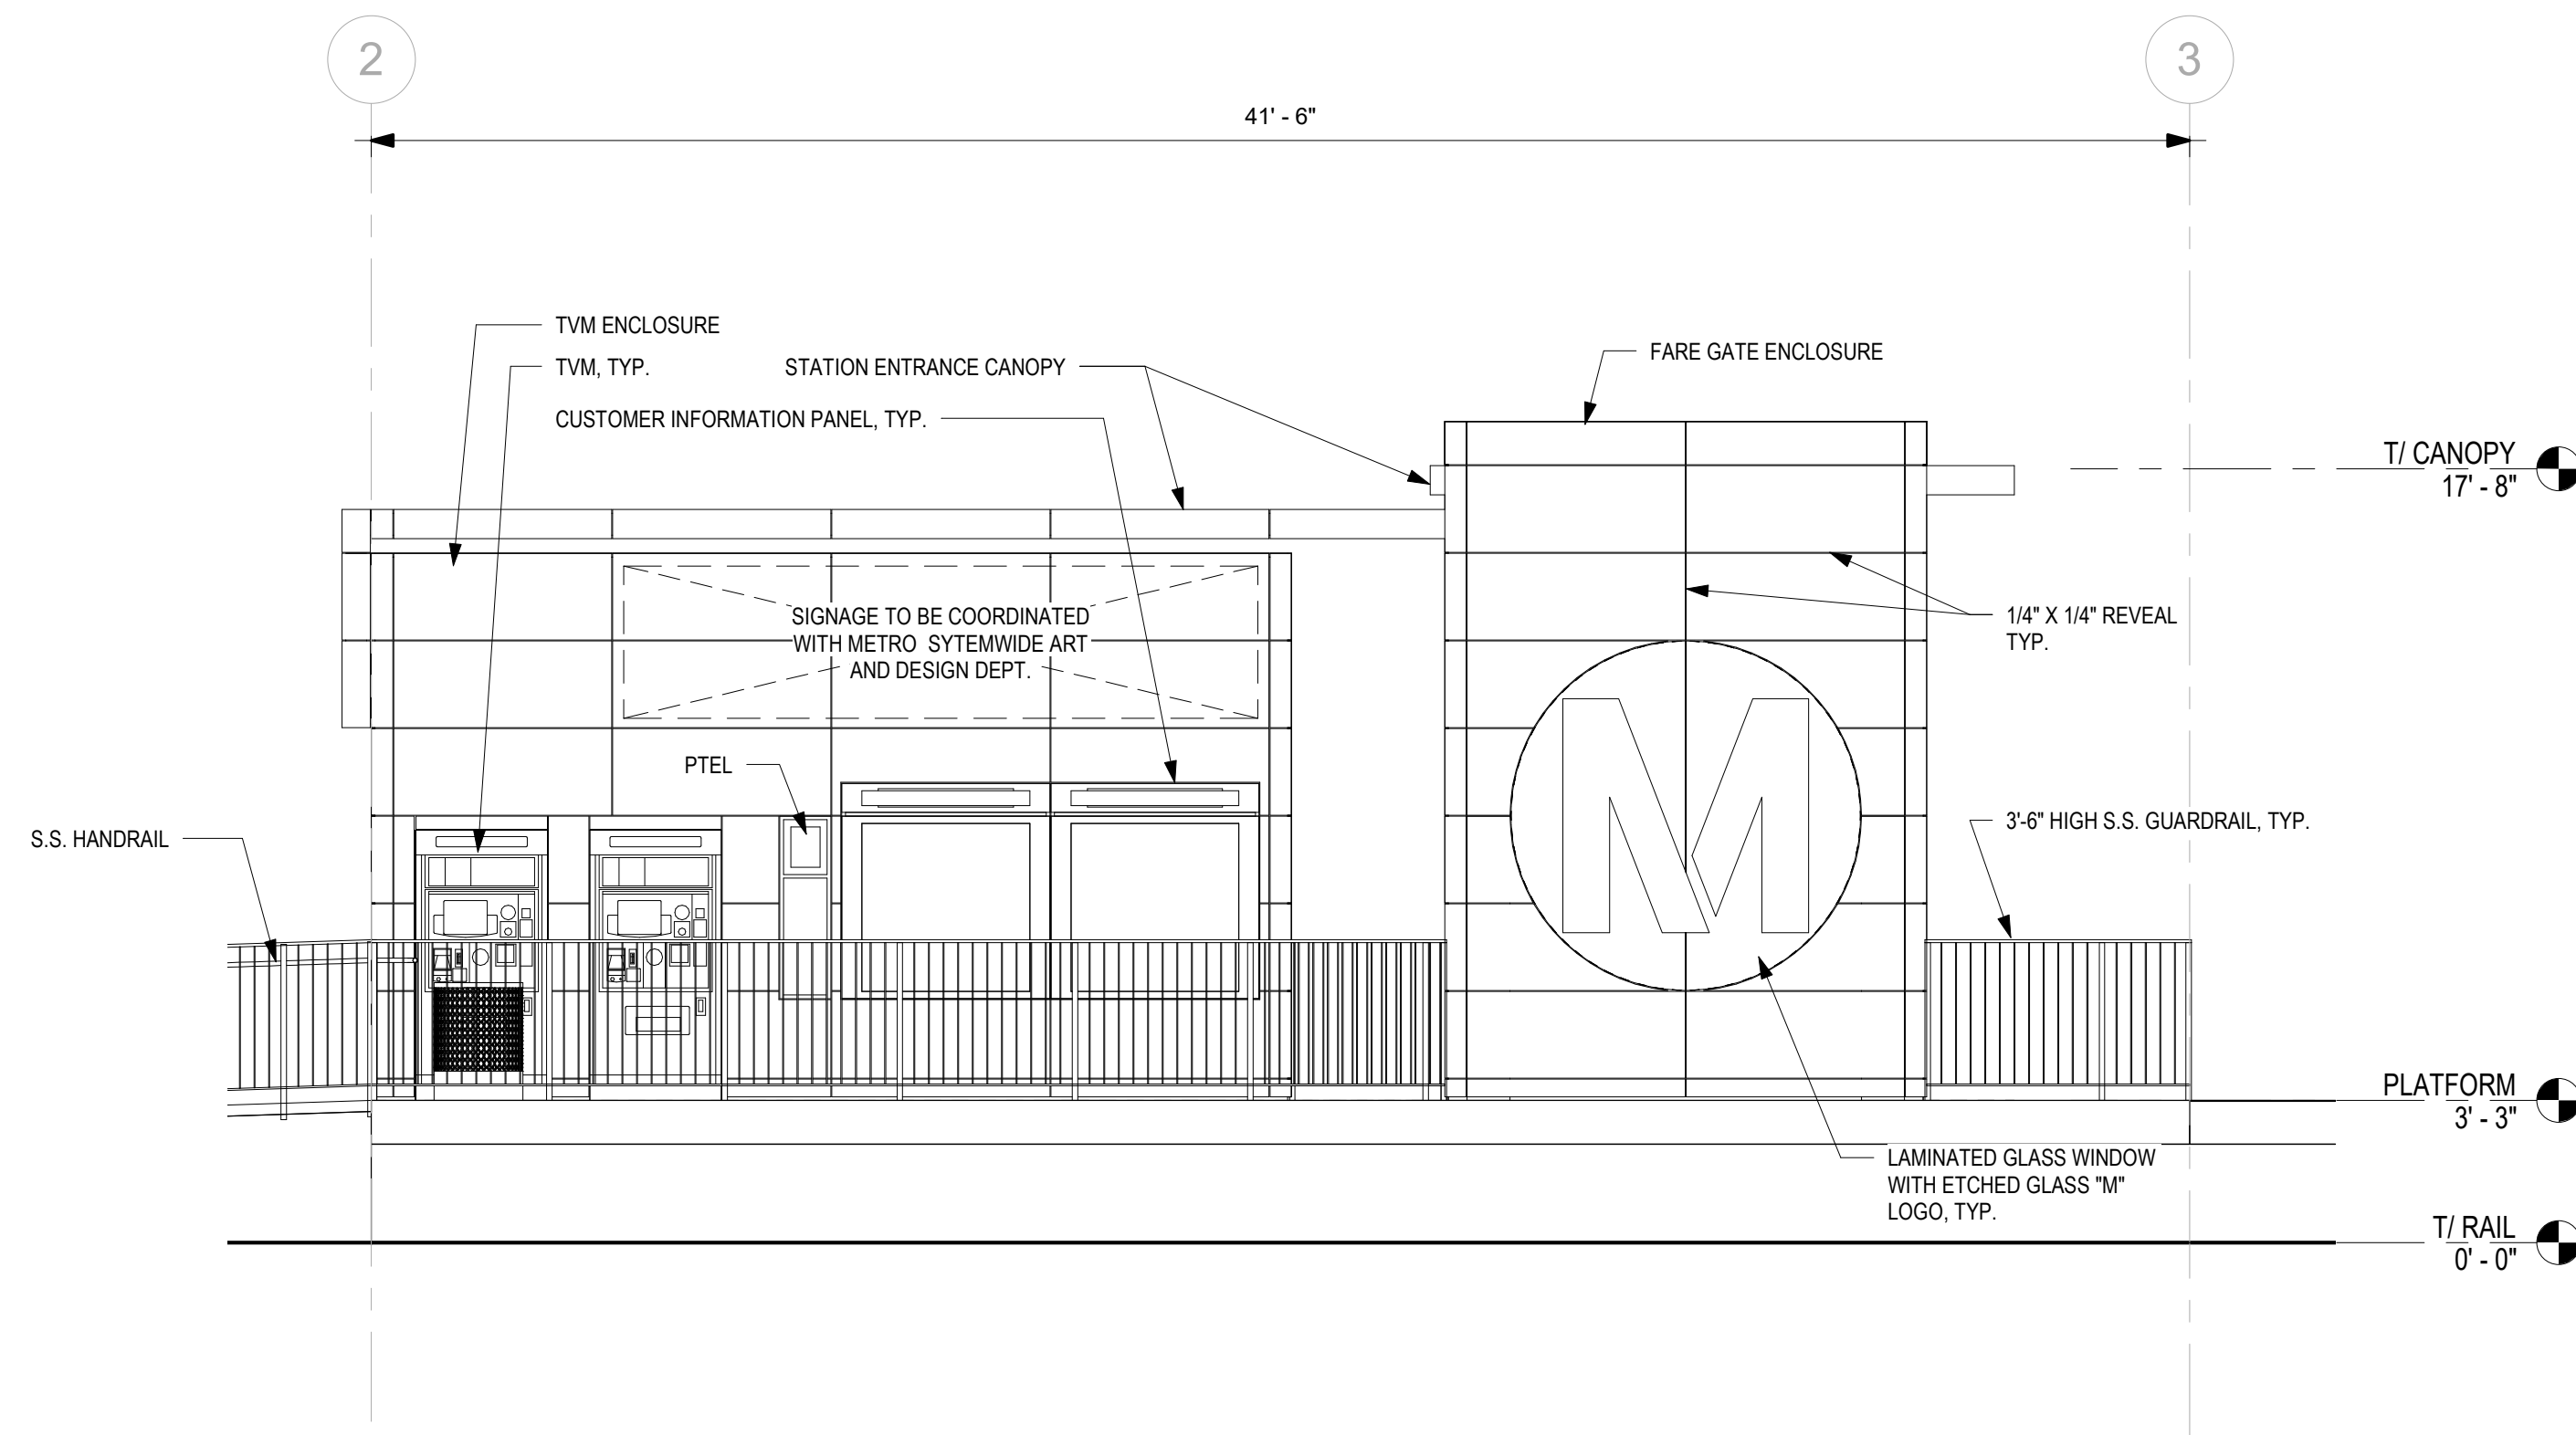 2
3
41' - 6"
TVM ENCLOSURE
TVM, TYP.
STATION ENTRANCE CANOPY
CUSTOMER INFORMATION PANEL, TYP.
FARE GATE ENCLOSURE
T/ CANOPY
17' - 8"
SIGNAGE TO BE COORDINATED
WITH METRO  SYTEMWIDE ART
AND DESIGN DEPT.
1/4" X 1/4" REVEAL
TYP.
M
PTEL
S.S. HANDRAIL
3'-6" HIGH S.S. GUARDRAIL, TYP.
PLATFORM
3' - 3"
LAMINATED GLASS WINDOW
WITH ETCHED GLASS "M"
LOGO, TYP.
T/ RAIL
0' - 0"